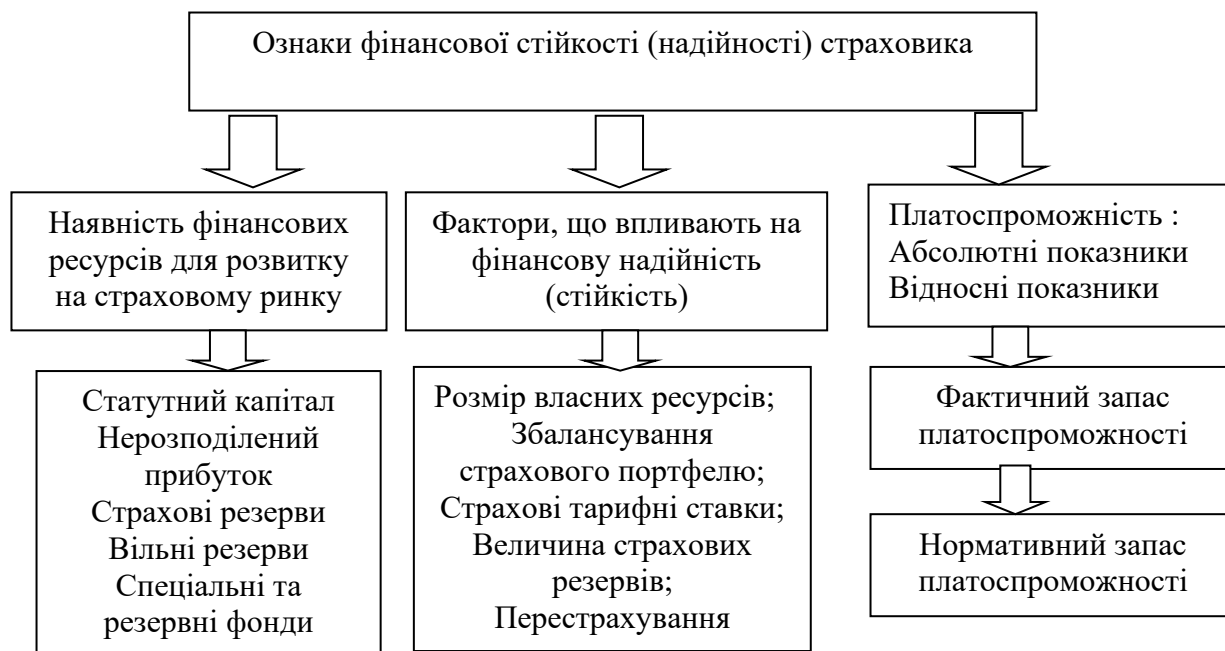 Ознаки фінансової стійкості (надійності) страховика
Наявність фінансових
ресурсів для розвитку
на страховому ринку
Фактори, що впливають на
фінансову надійність
(стійкість)
Платоспроможність :
Абсолютні показники
Відносні показники
Статутний капітал
Нерозподілений
прибуток
Страхові резерви
Вільні резерви
Спеціальні та
резервні фонди
Розмір власних ресурсів;
Збалансування
страхового портфелю;
Страхові тарифні ставки;
Величина страхових
резервів;
Перестрахування
Фактичний запас
платоспроможності
Нормативний запас
платоспроможності